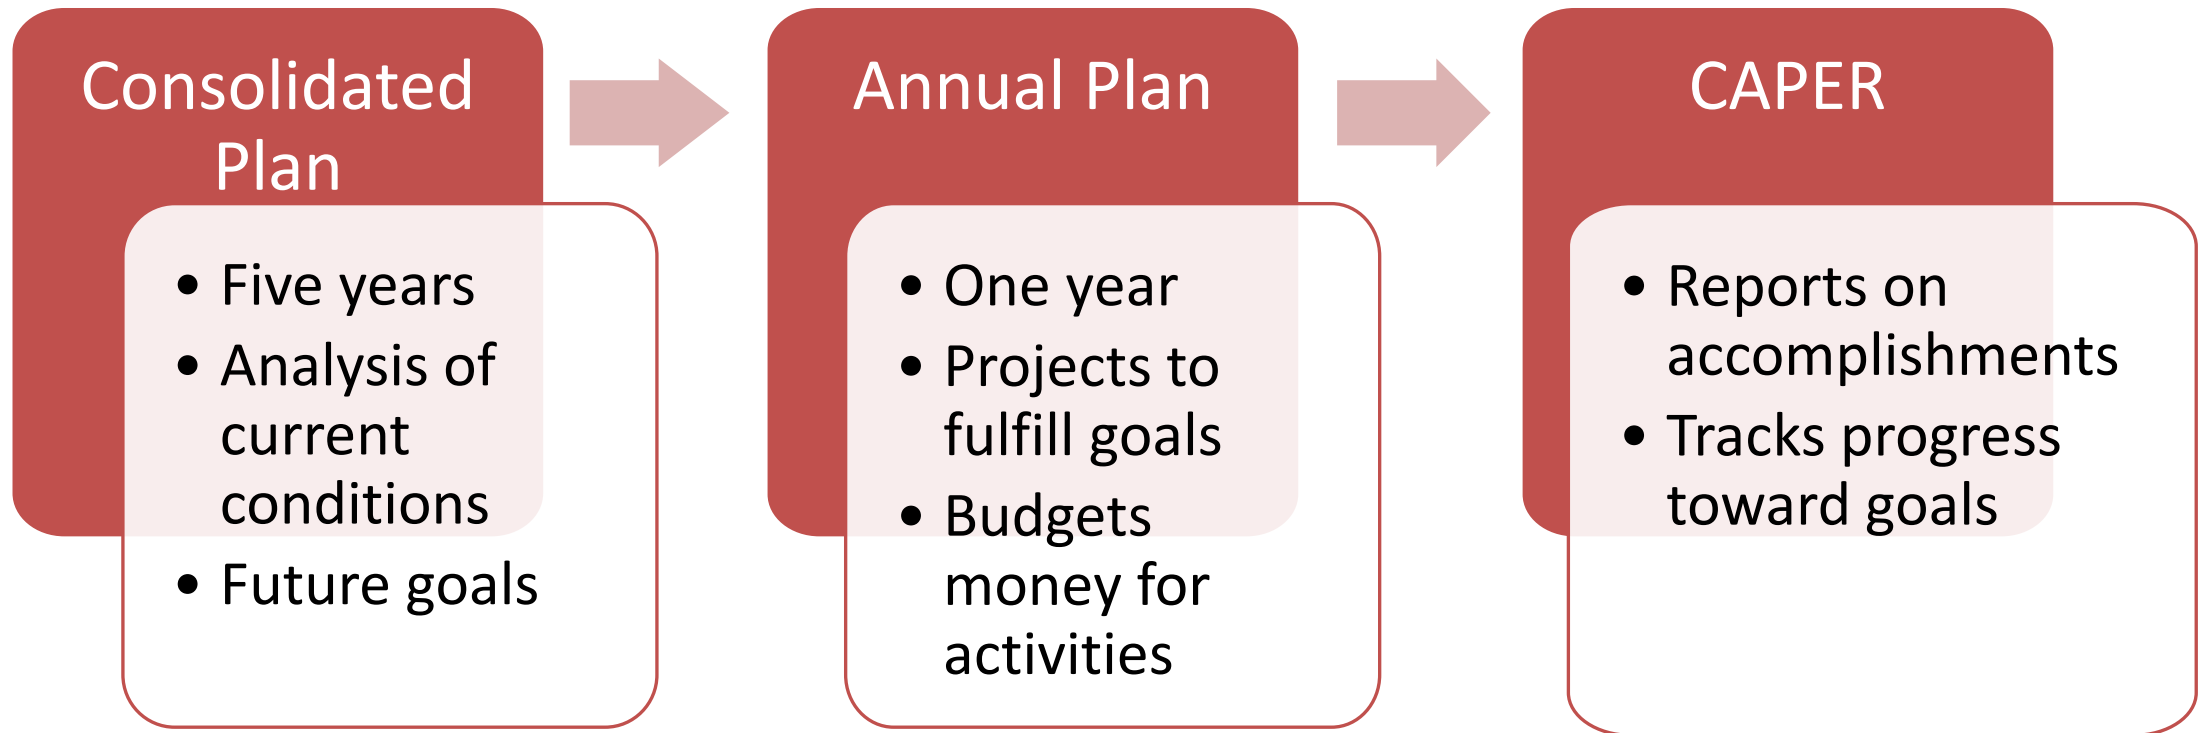 Consolidated
Plan
• Five years
• Analysis of
current
conditions
• Future goals
Annual Plan
• One year
• Projects to
fulfill goals
• Budgets
money for
activities
CAPER
• Reports on
accomplishments
• Tracks progress
toward goals